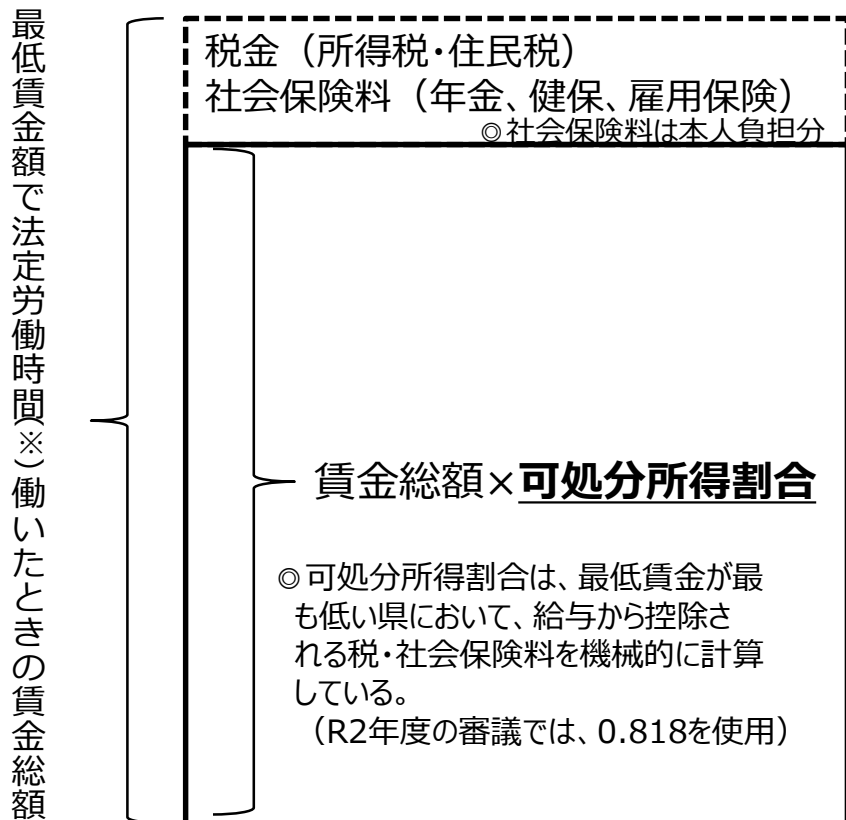 最低賃金額で法定労働時間(※)働いたときの賃金総額
税金（所得税・住民税）
社会保険料（年金、健保、雇用保険）
◎社会保険料は本人負担分
賃金総額×可処分所得割合
◎可処分所得割合は、最低賃金が最
も低い県において、給与から控除さ
れる税・社会保険料を機械的に計算
している。
（R2年度の審議では、0.818を使用）